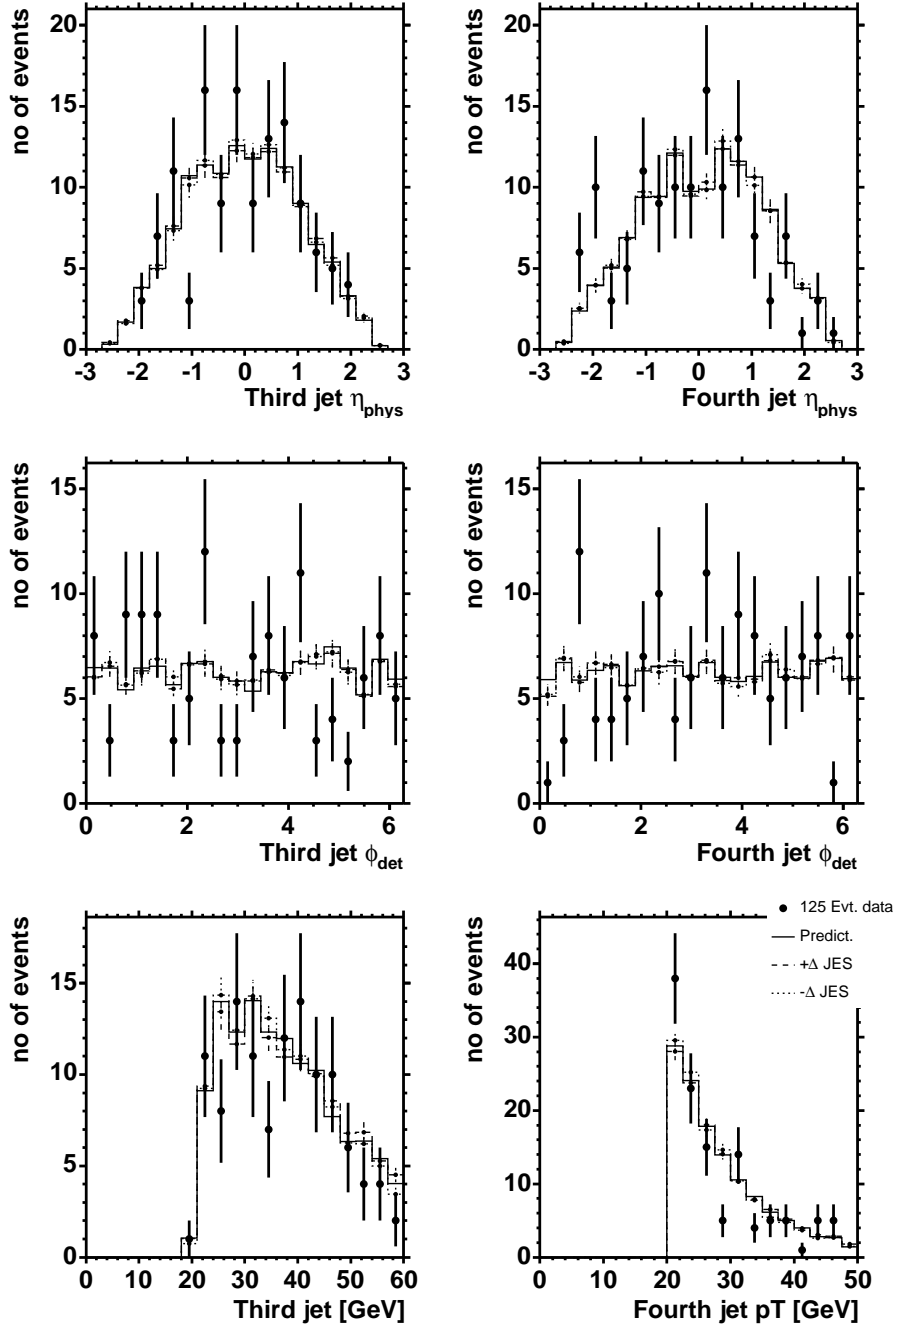 no of events
20
15
10
5
0
-3 -2 -1 0 1 2 3
Third jet ηphys
no of events
20
15
10
5
0
-3 -2 -1 0 1 2 3
Fourth jet ηphys
no of events
15
10
5
0
0 2 4 6
Third jet ϕdet
no of events
15
10
5
0
0 2 4 6
Fourth jet ϕdet
no of events
15
10
5
0
0 10 20 30 40 50 60
Third jet [GeV]
no of events
40
30
20
10
0
0 10 20 30 40 50
Fourth jet pT [GeV]
125 Evt. data
Predict.
+Δ JES
-Δ JES